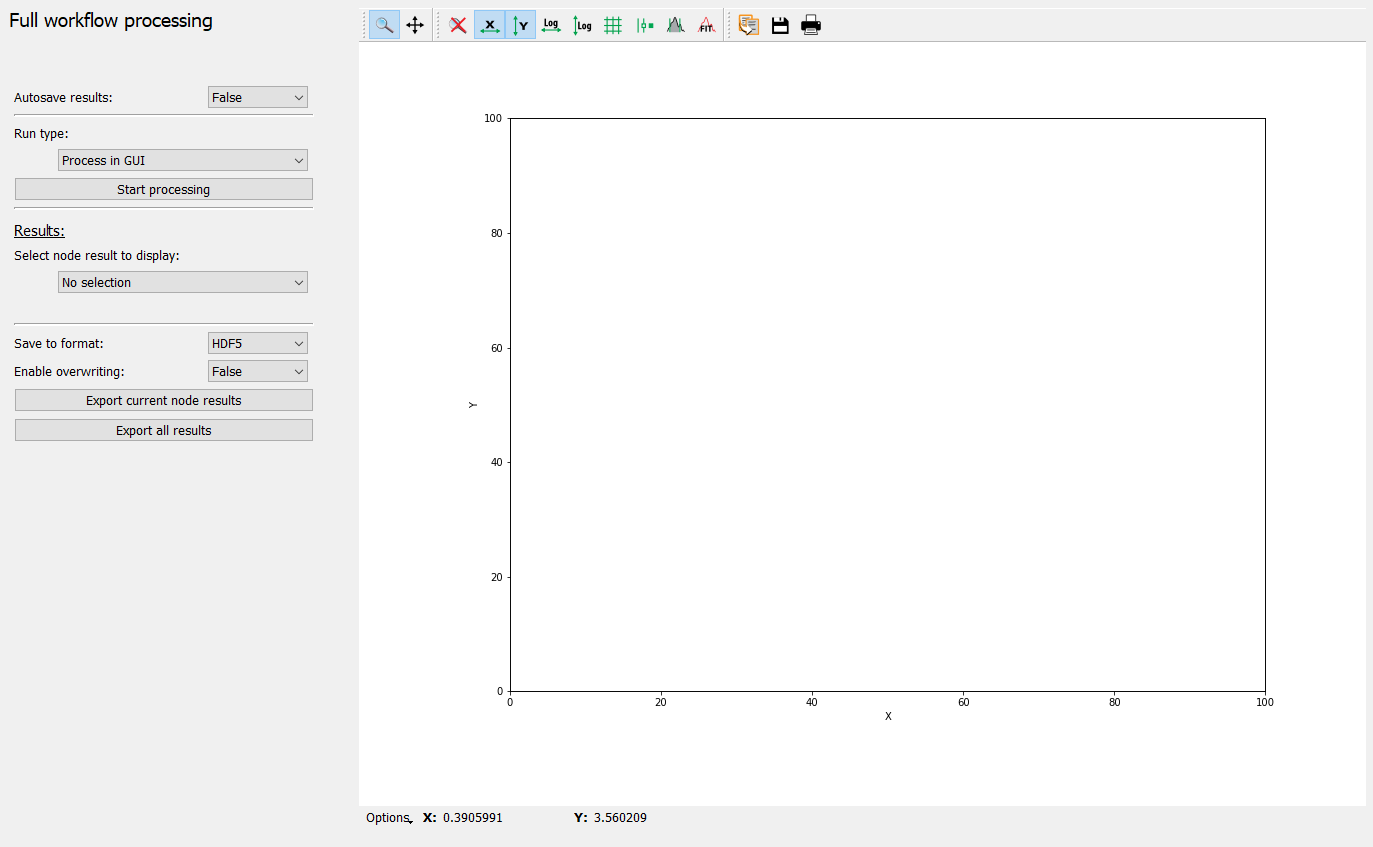 Full workflow processing
Autosave results: False
Run type:
Process in GUI
Start processing
Results:
Select node result to display:
No selection
Save to format: HDF5
Enable overwriting: False
Export current node results
Export all results
X Y Log Log FIT
100
80
60
40
20
0
Y
0 20 40 60 80 100
X
Options X: 0.3905991 Y: 3.560209